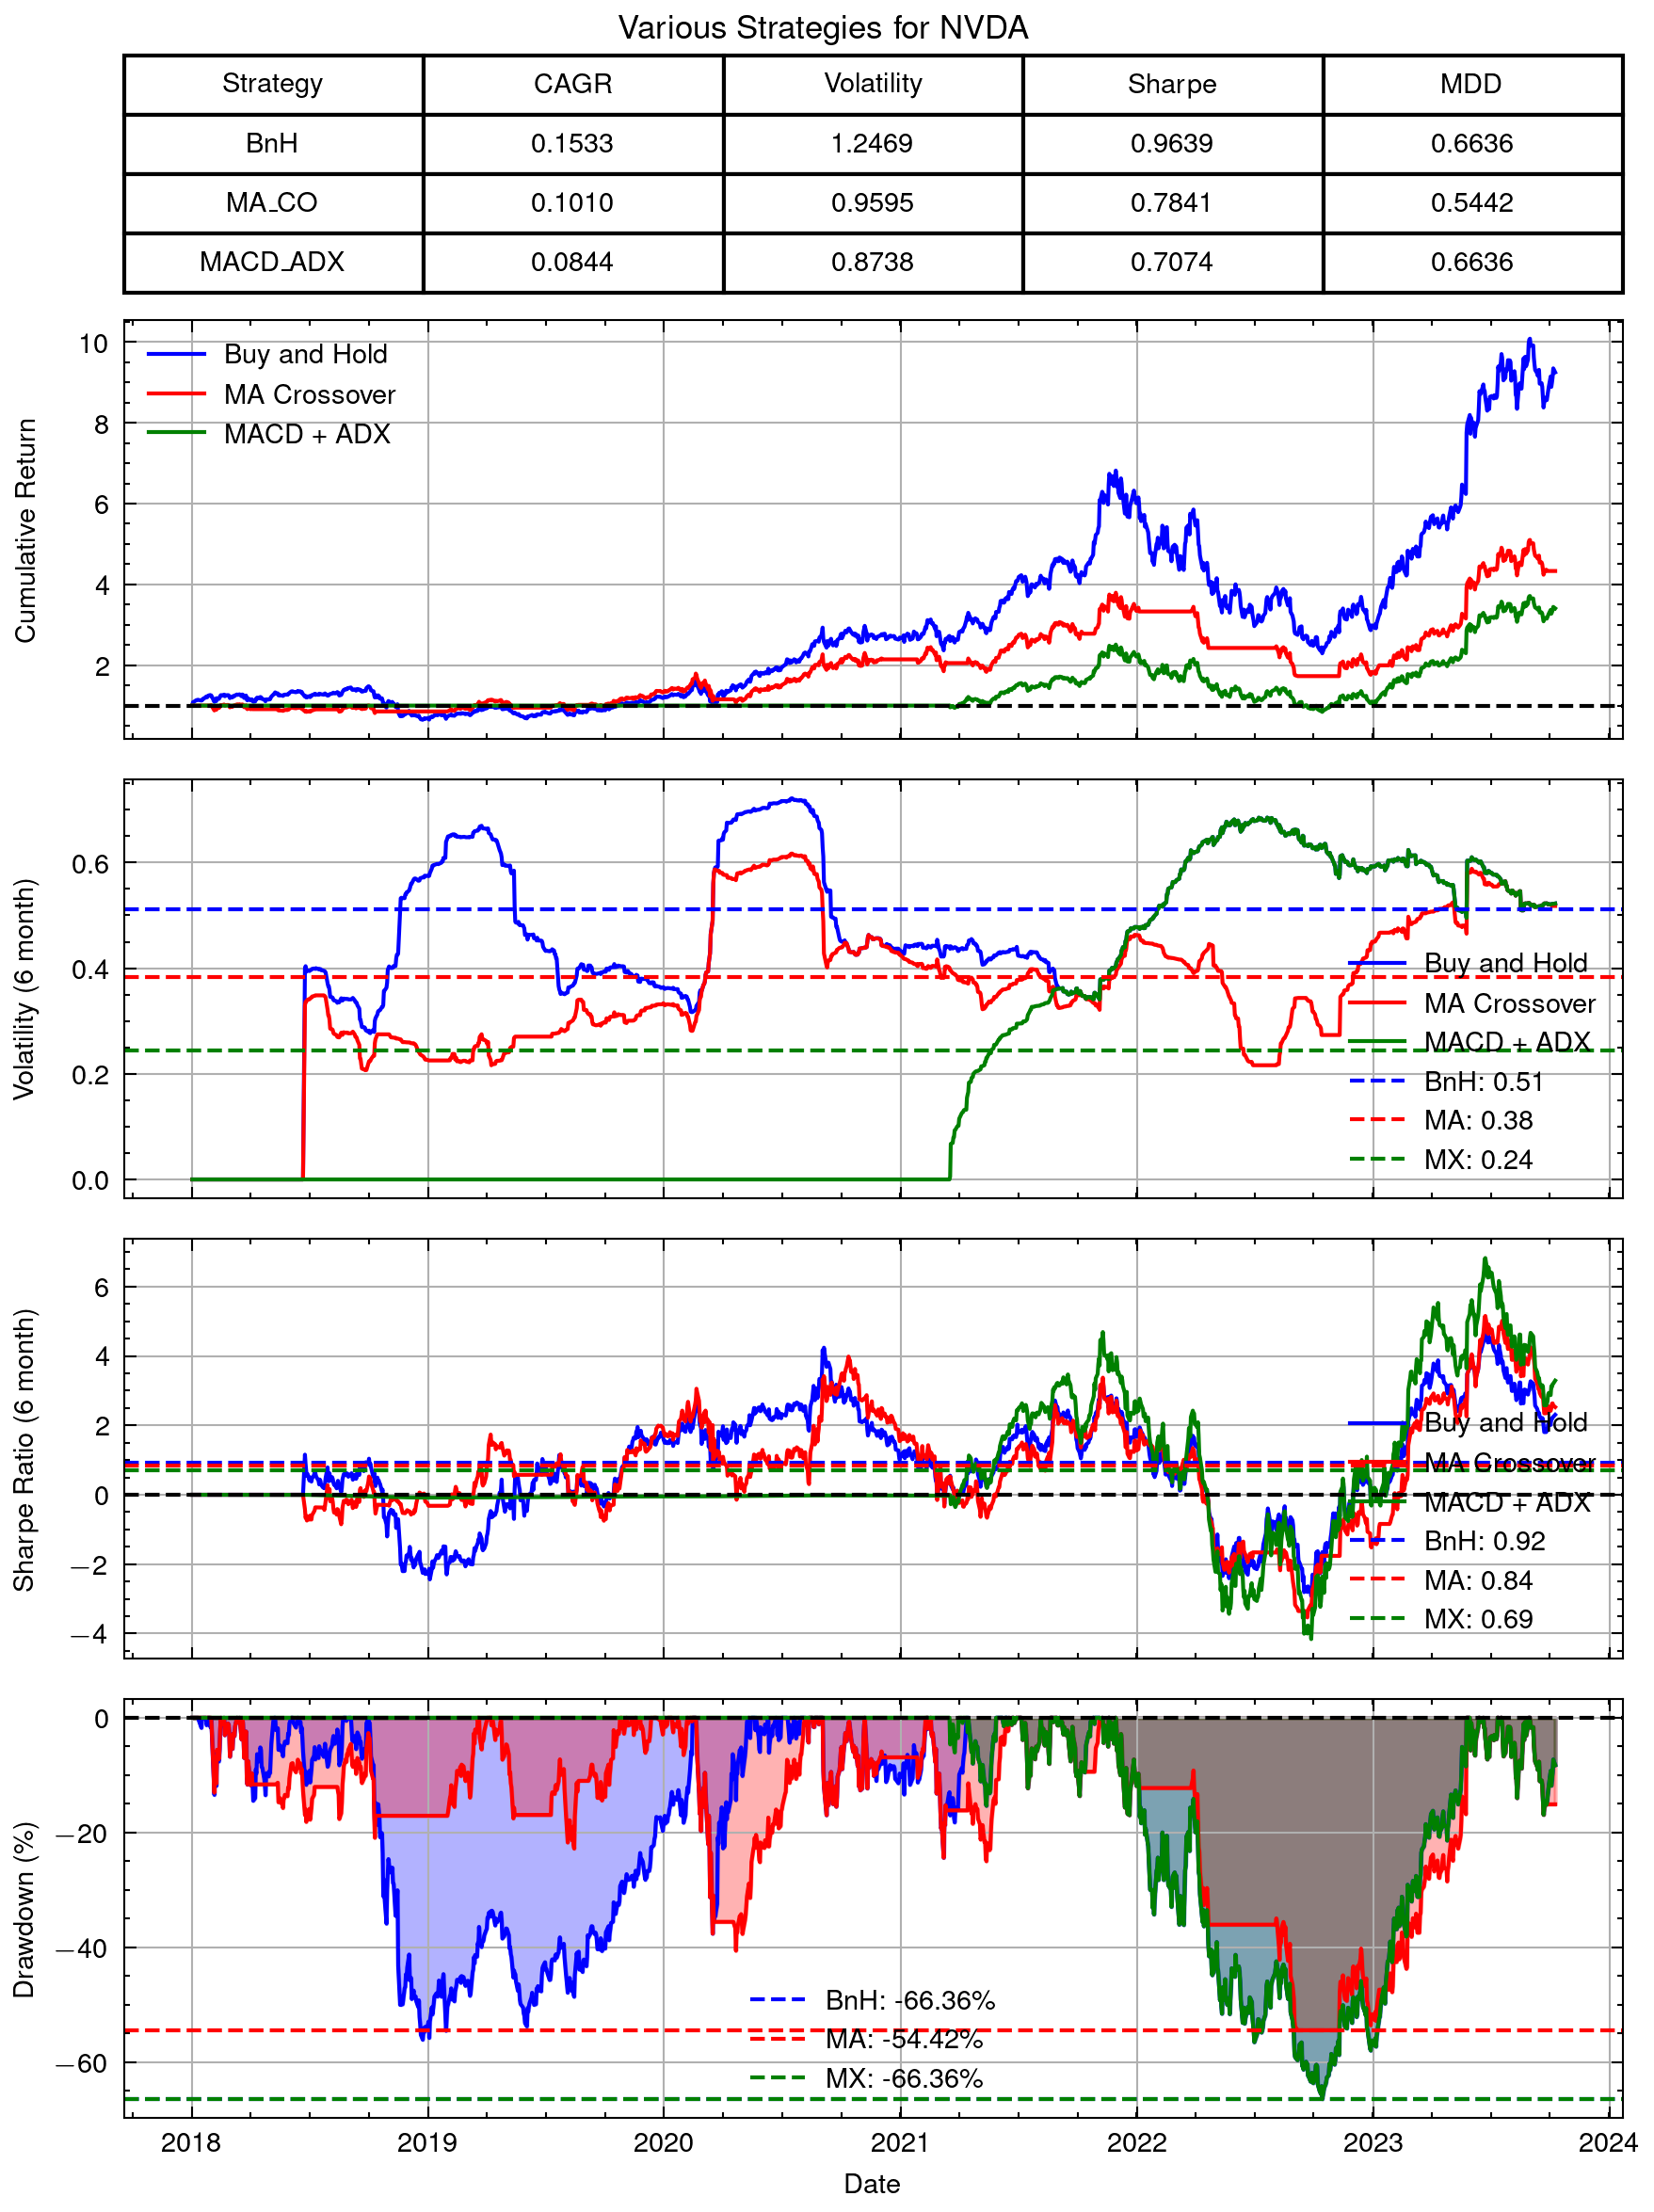 Various Strategies for NVDA
Strategy CAGR Volatility Sharpe MDD
BnH 0.1533 1.2469 0.9639 0.6636
MA_CO 0.1010 0.9595 0.7841 0.5442
MACD_ADX 0.0844 0.8738 0.7074 0.6636
Cumulative Return
10
8
6
4
2
Buy and Hold
MA Crossover
MACD + ADX
Volatility (6 month)
0.6
0.4
0.2
0.0
Buy and Hold
MA Crossover
MACD + ADX
BnH: 0.51
MA: 0.38
MX: 0.24
Sharpe Ratio (6 month)
6
4
2
0
−2
−4
Buy and Hold
MA Crossover
MACD + ADX
BnH: 0.92
MA: 0.84
MX: 0.69
Drawdown (%)
0
−20
−40
−60
BnH: -66.36%
MA: -54.42%
MX: -66.36%
2018 2019 2020 2021 2022 2023 2024
Date